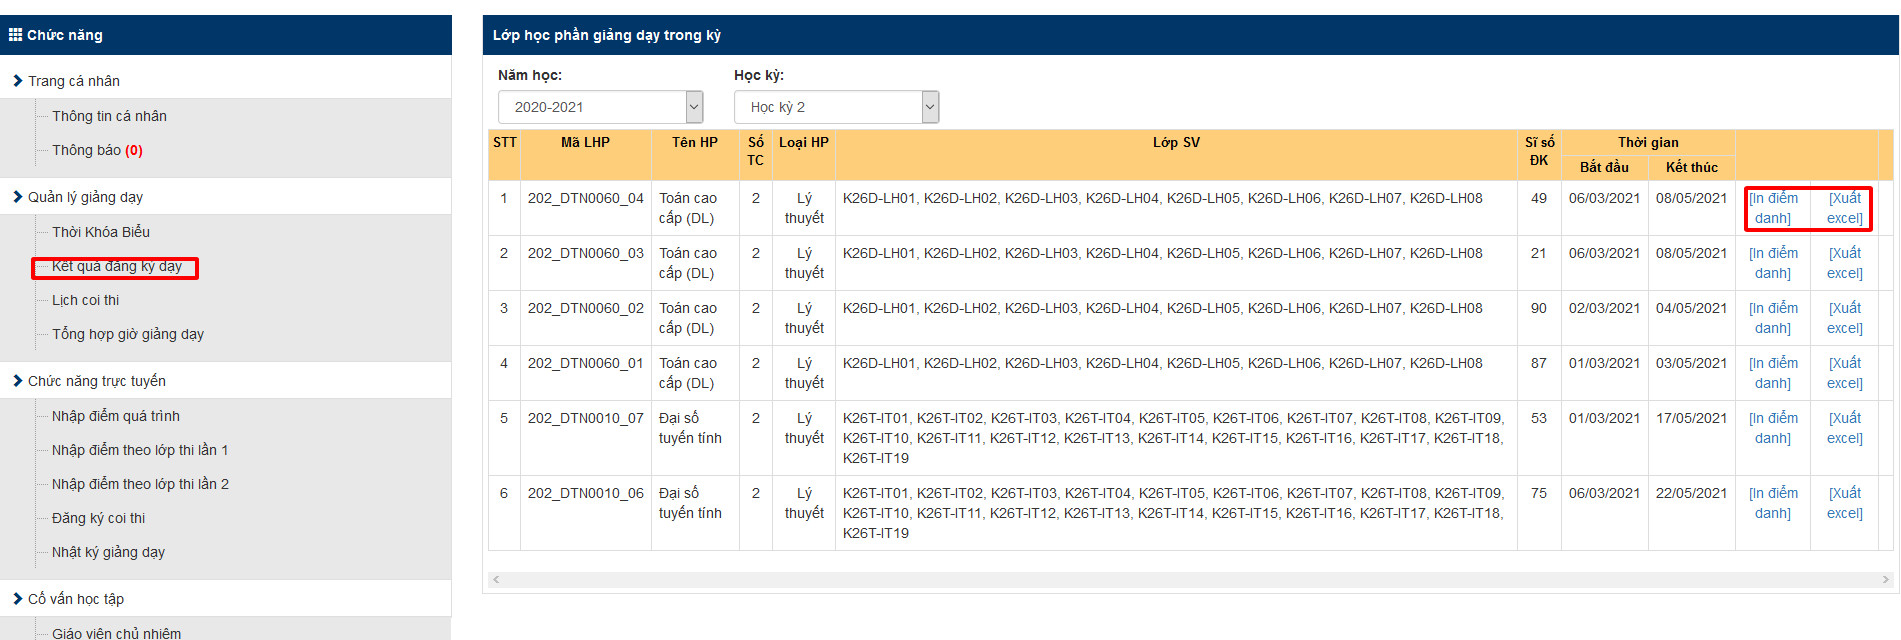 Chức năng
Trang cá nhân
Thông tin cá nhân
Thông báo (0)
Quản lý giảng dạy
Thời Khóa Biểu
Kết quả đăng ký dạy
Lịch coi thi
Tổng hợp giờ giảng dạy
Chức năng trực tuyến
Nhập điểm quá trình
Nhập điểm theo lớp thi lần 1
Nhập điểm theo lớp thi lần 2
Đăng ký coi thi
Nhật ký giảng dạy
Cố vấn học tập
Giáo viên chủ nhiệm
Lớp học phần giảng dạy trong kỳ
Năm học: Học kỳ:
2020-2021 Học kỳ 2
STT Mã LHP Tên HP Số Loại HP Lớp SV Sĩ số Thời gian
TC ĐK Bắt đầu Kết thúc
1 202_DTN0060_04 Toán cao 2 Lý K26D-LH01, K26D-LH02, K26D-LH03, K26D-LH04, K26D-LH05, K26D-LH06, K26D-LH07, K26D-LH08 49 06/03/2021 08/05/2021 [In điểm [Xuất
cấp (DL) thuyết danh] excel]
2 202_DTN0060_03 Toán cao 2 Lý K26D-LH01, K26D-LH02, K26D-LH03, K26D-LH04, K26D-LH05, K26D-LH06, K26D-LH07, K26D-LH08 21 06/03/2021 08/05/2021 [In điểm [Xuất
cấp (DL) thuyết danh] excel]
3 202_DTN0060_02 Toán cao 2 Lý K26D-LH01, K26D-LH02, K26D-LH03, K26D-LH04, K26D-LH05, K26D-LH06, K26D-LH07, K26D-LH08 90 02/03/2021 04/05/2021 [In điểm [Xuất
cấp (DL) thuyết danh] excel]
4 202_DTN0060_01 Toán cao 2 Lý K26D-LH01, K26D-LH02, K26D-LH03, K26D-LH04, K26D-LH05, K26D-LH06, K26D-LH07, K26D-LH08 87 01/03/2021 03/05/2021 [In điểm [Xuất
cấp (DL) thuyết danh] excel]
5 202_DTN0010_07 Đại số 2 Lý K26T-IT01, K26T-IT02, K26T-IT03, K26T-IT04, K26T-IT05, K26T-IT06, K26T-IT07, K26T-IT08, K26T-IT09, 53 01/03/2021 17/05/2021 [In điểm [Xuất
tuyến tính thuyết K26T-IT10, K26T-IT11, K26T-IT12, K26T-IT13, K26T-IT14, K26T-IT15, K26T-IT16, K26T-IT17, K26T-IT18, danh] excel]
K26T-IT19
6 202_DTN0010_06 Đại số 2 Lý K26T-IT01, K26T-IT02, K26T-IT03, K26T-IT04, K26T-IT05, K26T-IT06, K26T-IT07, K26T-IT08, K26T-IT09, 75 06/03/2021 22/05/2021 [In điểm [Xuất
tuyến tính thuyết K26T-IT10, K26T-IT11, K26T-IT12, K26T-IT13, K26T-IT14, K26T-IT15, K26T-IT16, K26T-IT17, K26T-IT18, danh] excel]
K26T-IT19